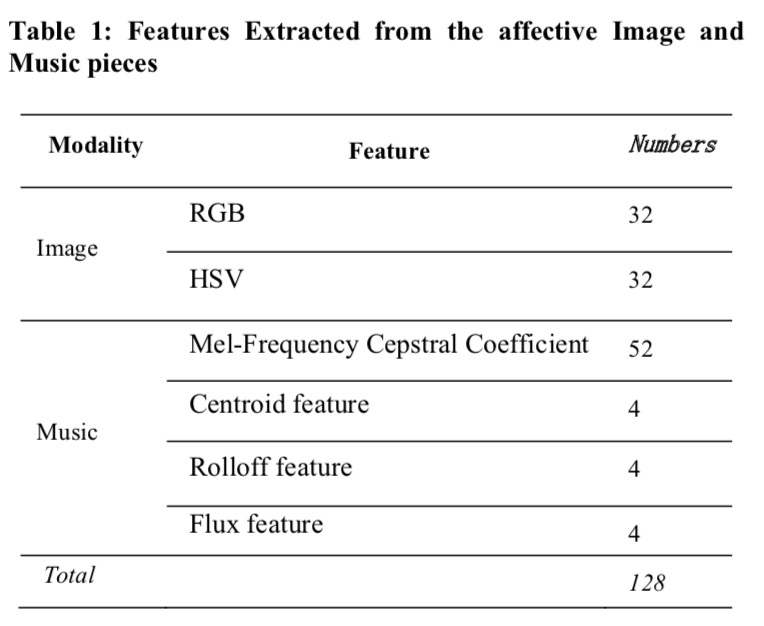 Table 1: Features Extracted from the affective Image and
Music pieces
Modality Feature Numbers
RGB 32
Image
HSV 32
Mel-Frequency Cepstral Coefficient 52
Centroid feature 4
Music
Rolloff feature 4
Flux feature 4
Total 128